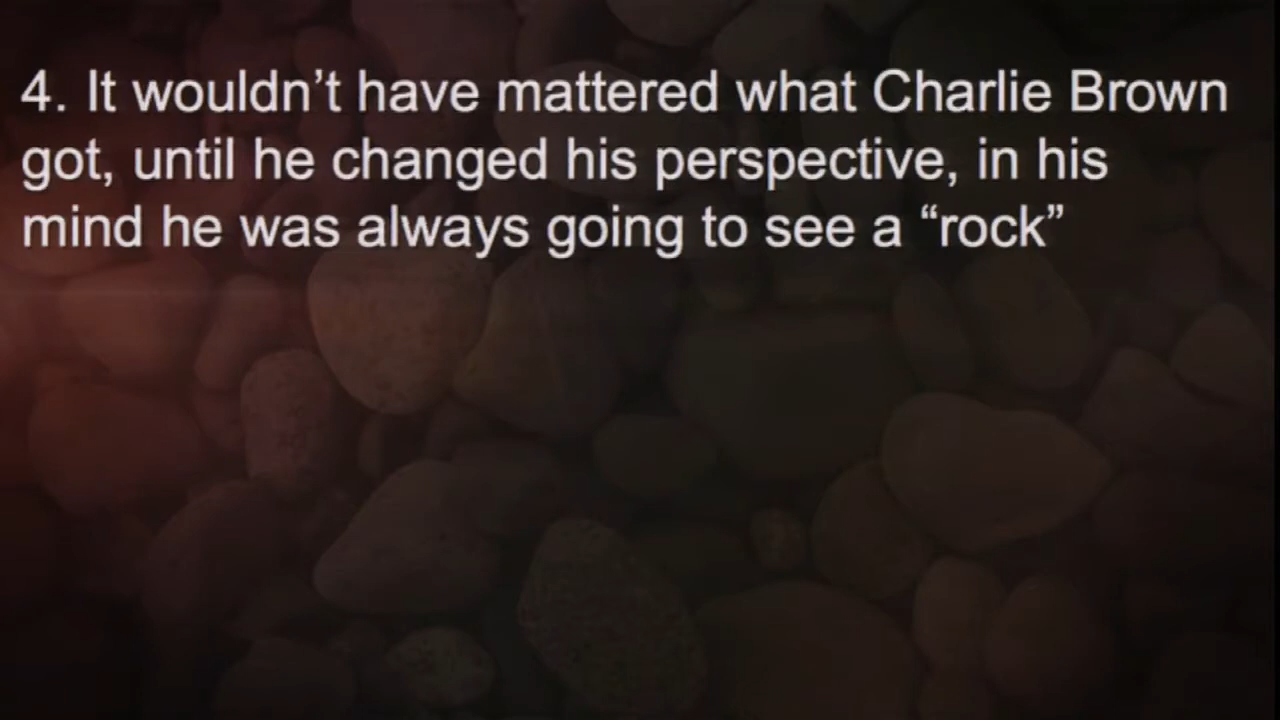 4. It wouldn’t have mattered what Charlie Brown
got, until he changed his perspective, in his
mind he was always going to see a “rock”